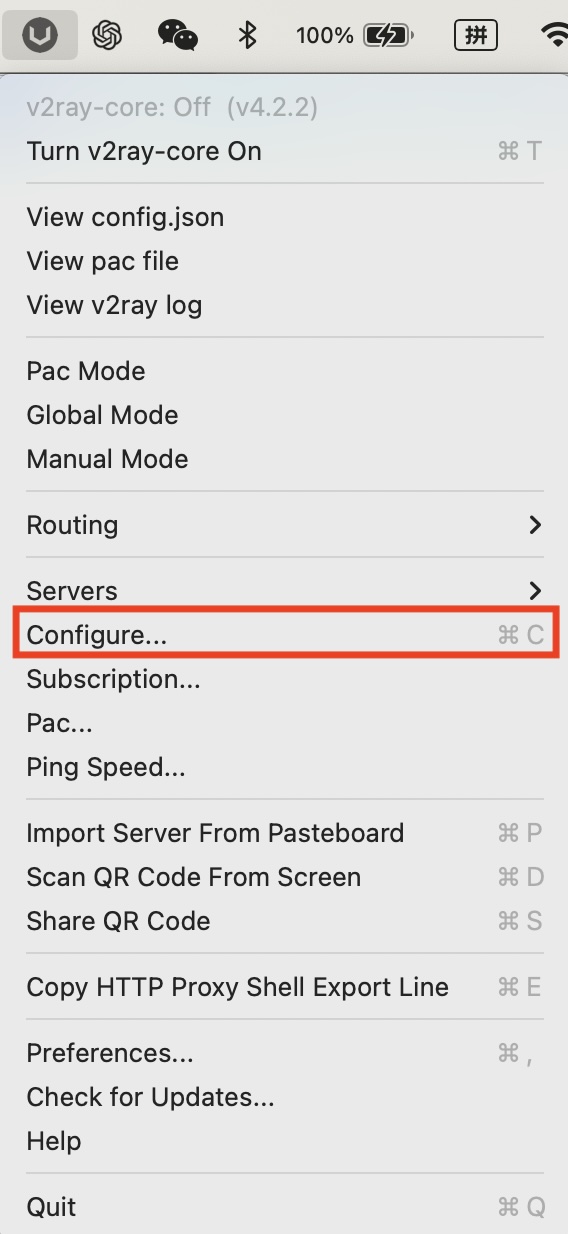 100% 拼
v2ray-core: Off (v4.2.2)
Turn v2ray-core On ⌘ T
View config.json
View pac file
View v2ray log
Pac Mode
Global Mode
Manual Mode
Routing
Servers
Configure... ⌘ C
Subscription...
Pac...
Ping Speed...
Import Server From Pasteboard ⌘ P
Scan QR Code From Screen ⌘ D
Share QR Code ⌘ S
Copy HTTP Proxy Shell Export Line ⌘ E
Preferences... ⌘ ,
Check for Updates...
Help
Quit ⌘ Q